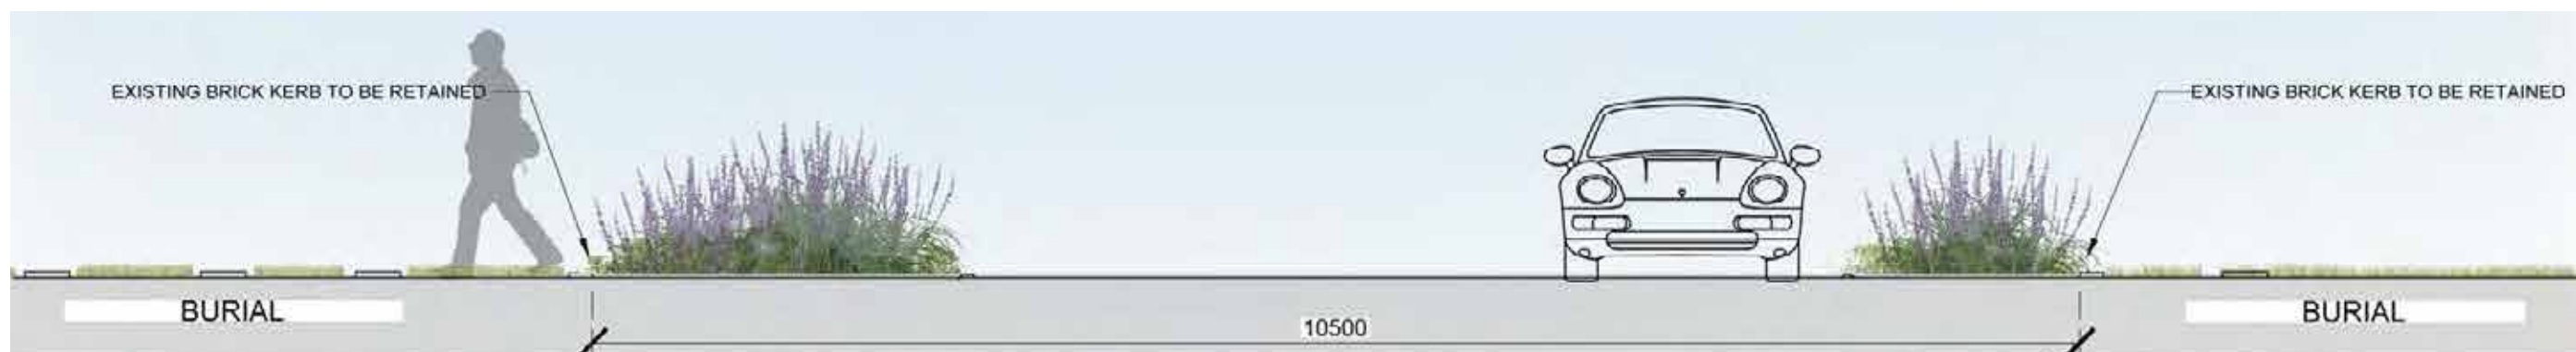 EXISTING BRICK KERB TO BE RETAINED
EXISTING BRICK KERB TO BE RETAINED
BURIAL
10500
BURIAL